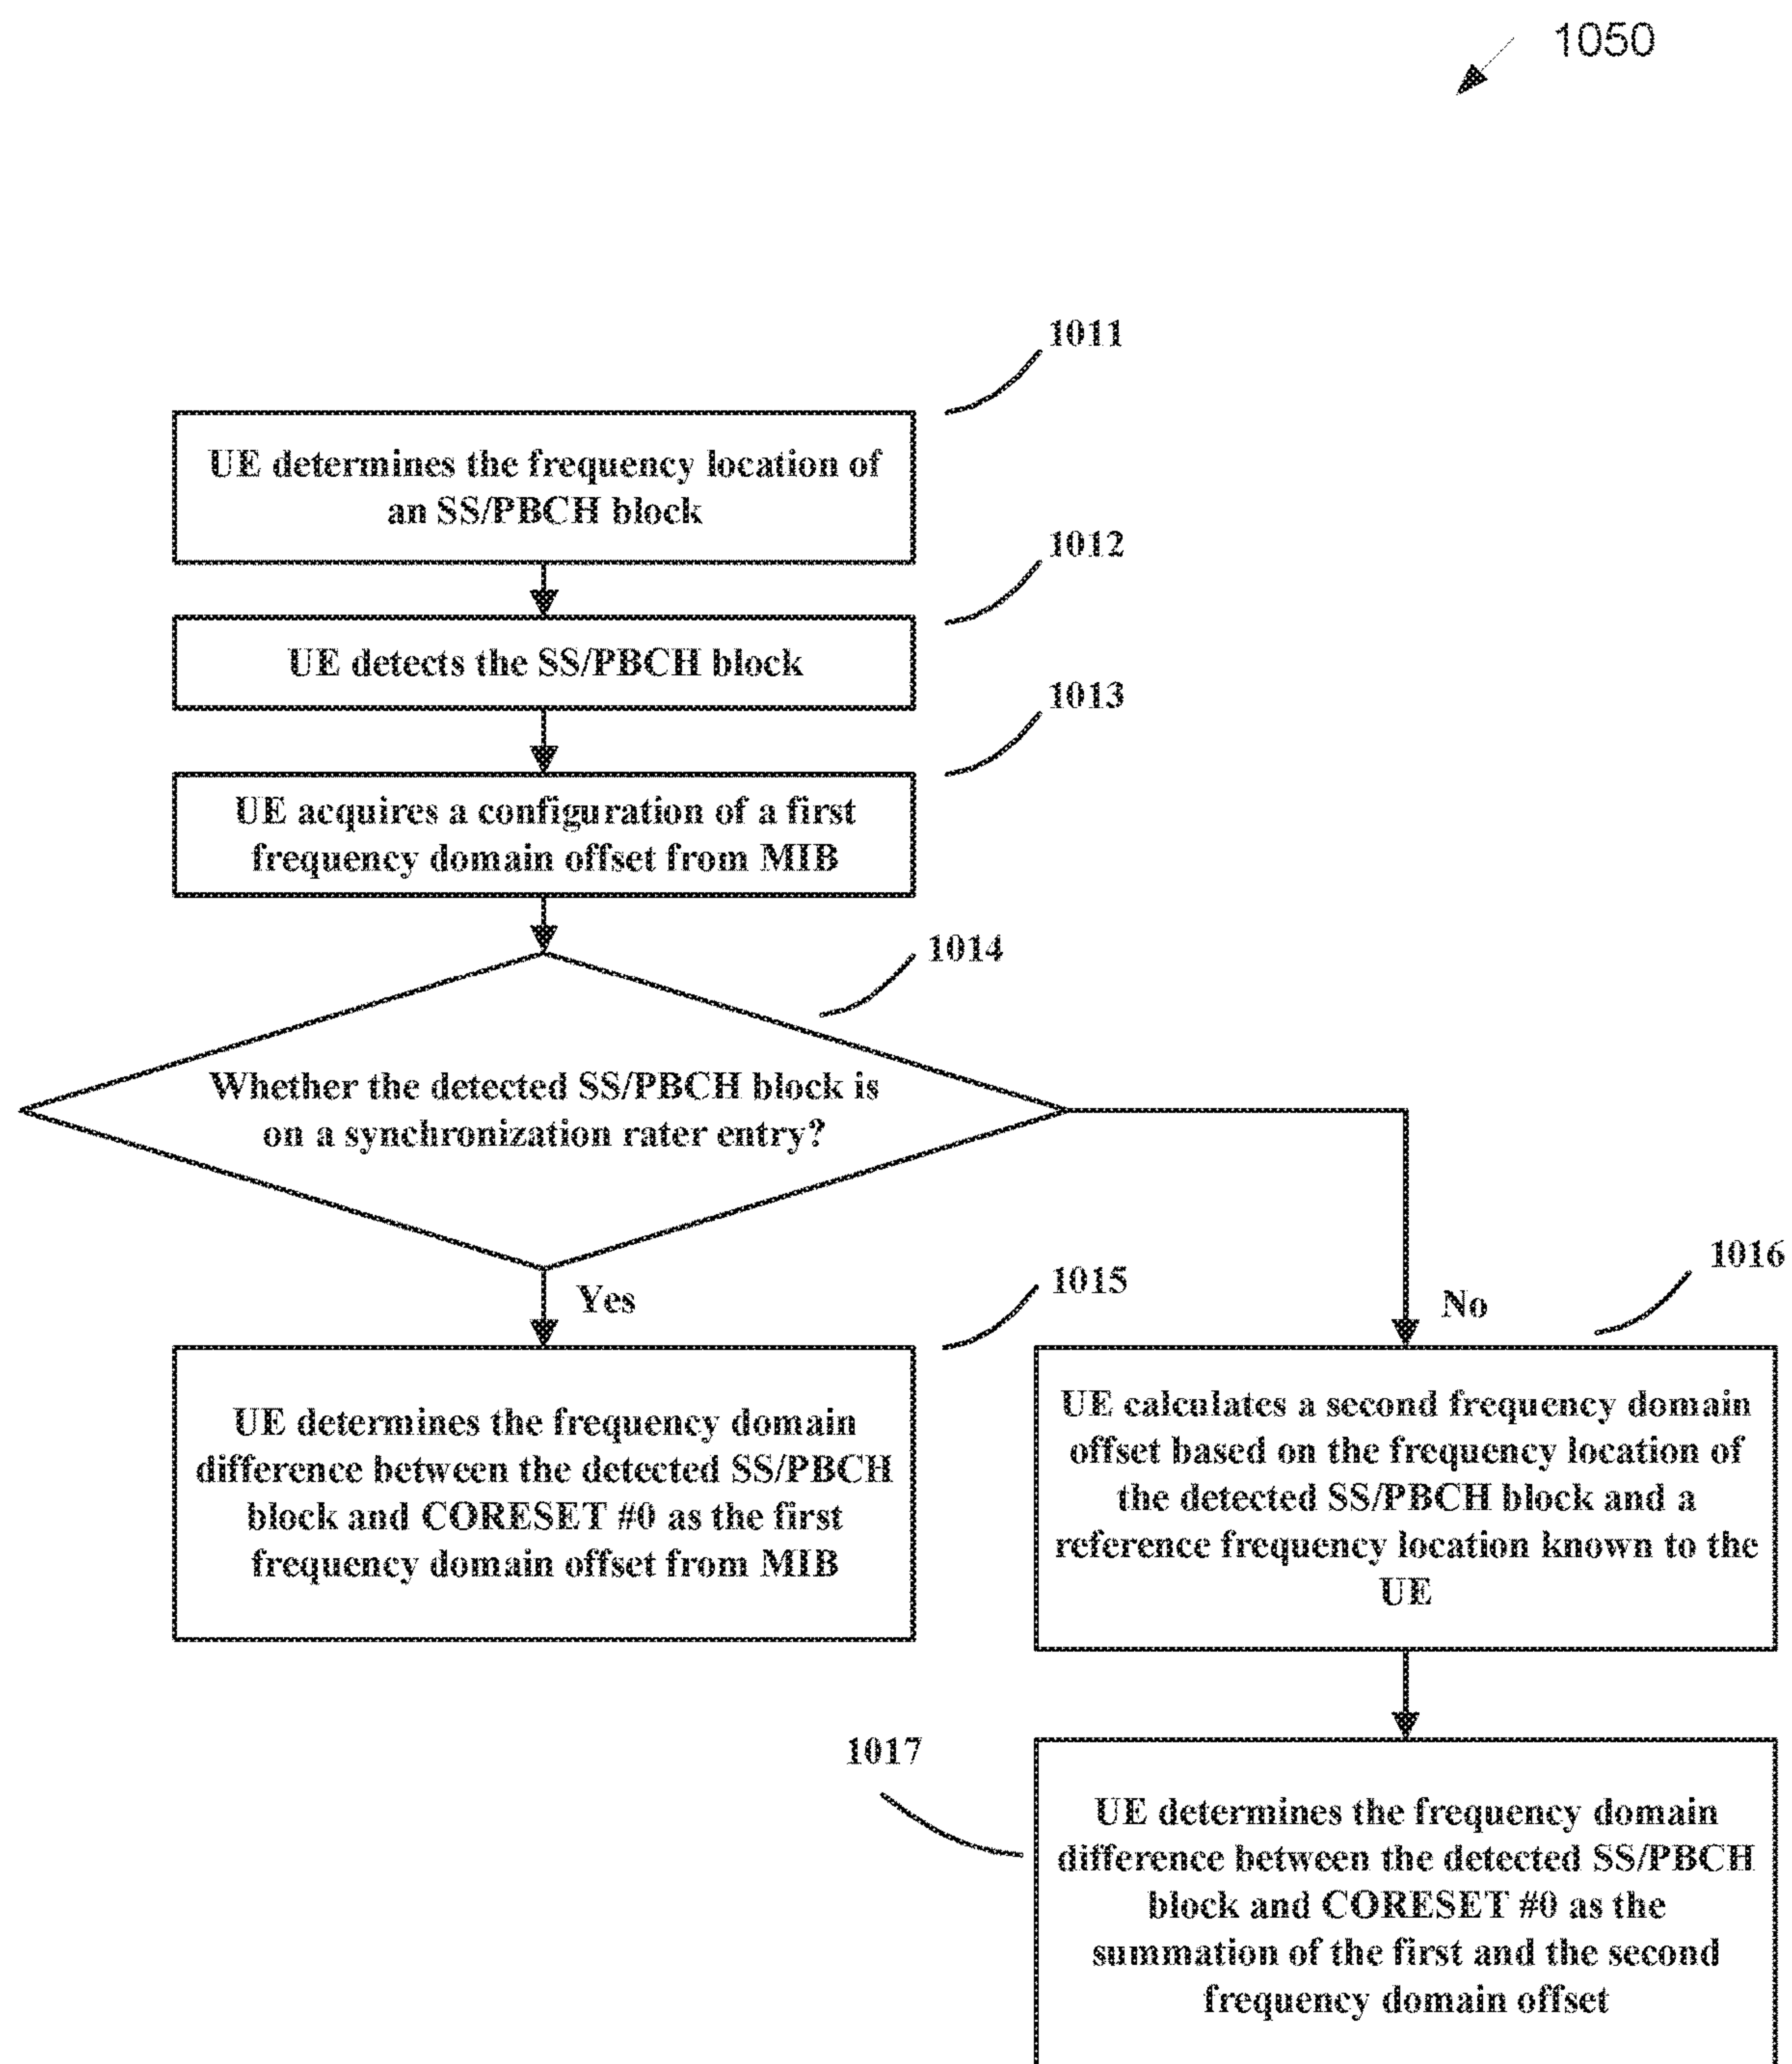 1050
1011
UE determines the frequency location of
an SS/PBCH block
1012
UE detects the SS/PBCH block
1013
UE acquires a configuration of a first
frequency domain offset from MIB
1014
Whether the detected SS/PBCH block is
on a synchronization rater entry?
Yes
1015
UE determines the frequency domain
difference between the detected SS/PBCH
block and CORESET #0 as the first
frequency domain offset from MIB
No
1016
UE calculates a second frequency domain
offset based on the frequency location of
the detected SS/PBCH block and a
reference frequency location known to the
UE
1017
UE determines the frequency domain
difference between the detected SS/PBCH
block and CORESET #0 as the
summation of the first and the second
frequency domain offset